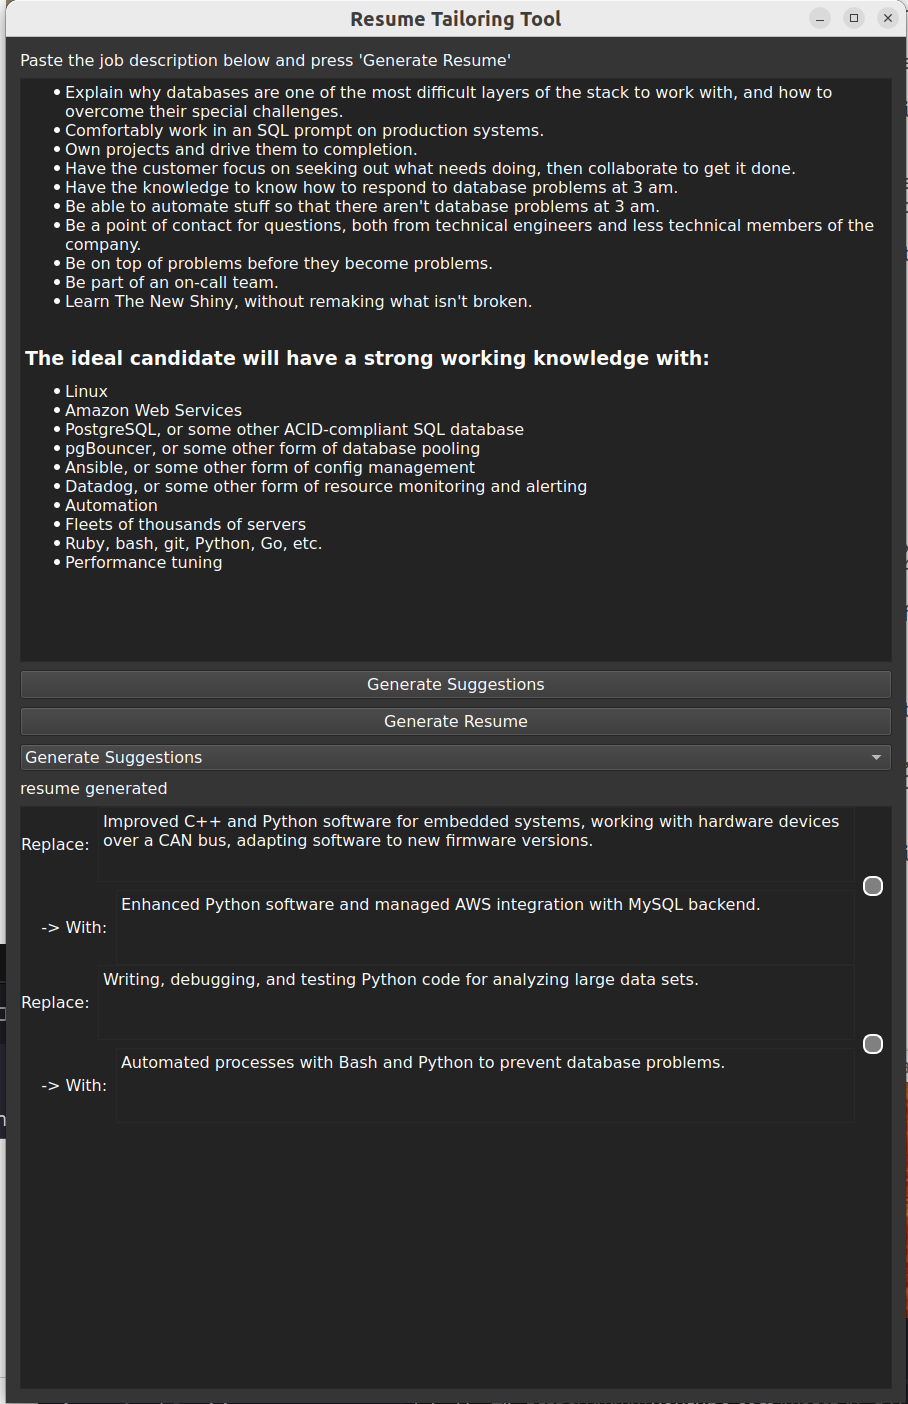 Resume Tailoring Tool
Paste the job description below and press 'Generate Resume'
• Explain why databases are one of the most difficult layers of the stack to work with, and how to
overcome their special challenges.
• Comfortably work in an SQL prompt on production systems.
• Own projects and drive them to completion.
• Have the customer focus on seeking out what needs doing, then collaborate to get it done.
• Have the knowledge to know how to respond to database problems at 3 am.
• Be able to automate stuff so that there aren't database problems at 3 am.
• Be a point of contact for questions, both from technical engineers and less technical members of the
company.
• Be on top of problems before they become problems.
• Be part of an on-call team.
• Learn The New Shiny, without remaking what isn't broken.
The ideal candidate will have a strong working knowledge with:
• Linux
• Amazon Web Services
• PostgreSQL, or some other ACID-compliant SQL database
• pgBouncer, or some other form of database pooling
• Ansible, or some other form of config management
• Datadog, or some other form of resource monitoring and alerting
• Automation
• Fleets of thousands of servers
• Ruby, bash, git, Python, Go, etc.
• Performance tuning
Generate Suggestions
Generate Resume
Generate Suggestions
resume generated
Replace:
Improved C++ and Python software for embedded systems, working with hardware devices
over a CAN bus, adapting software to new firmware versions.
-> With:
Enhanced Python software and managed AWS integration with MySQL backend.
Replace:
Writing, debugging, and testing Python code for analyzing large data sets.
-> With:
Automated processes with Bash and Python to prevent database problems.